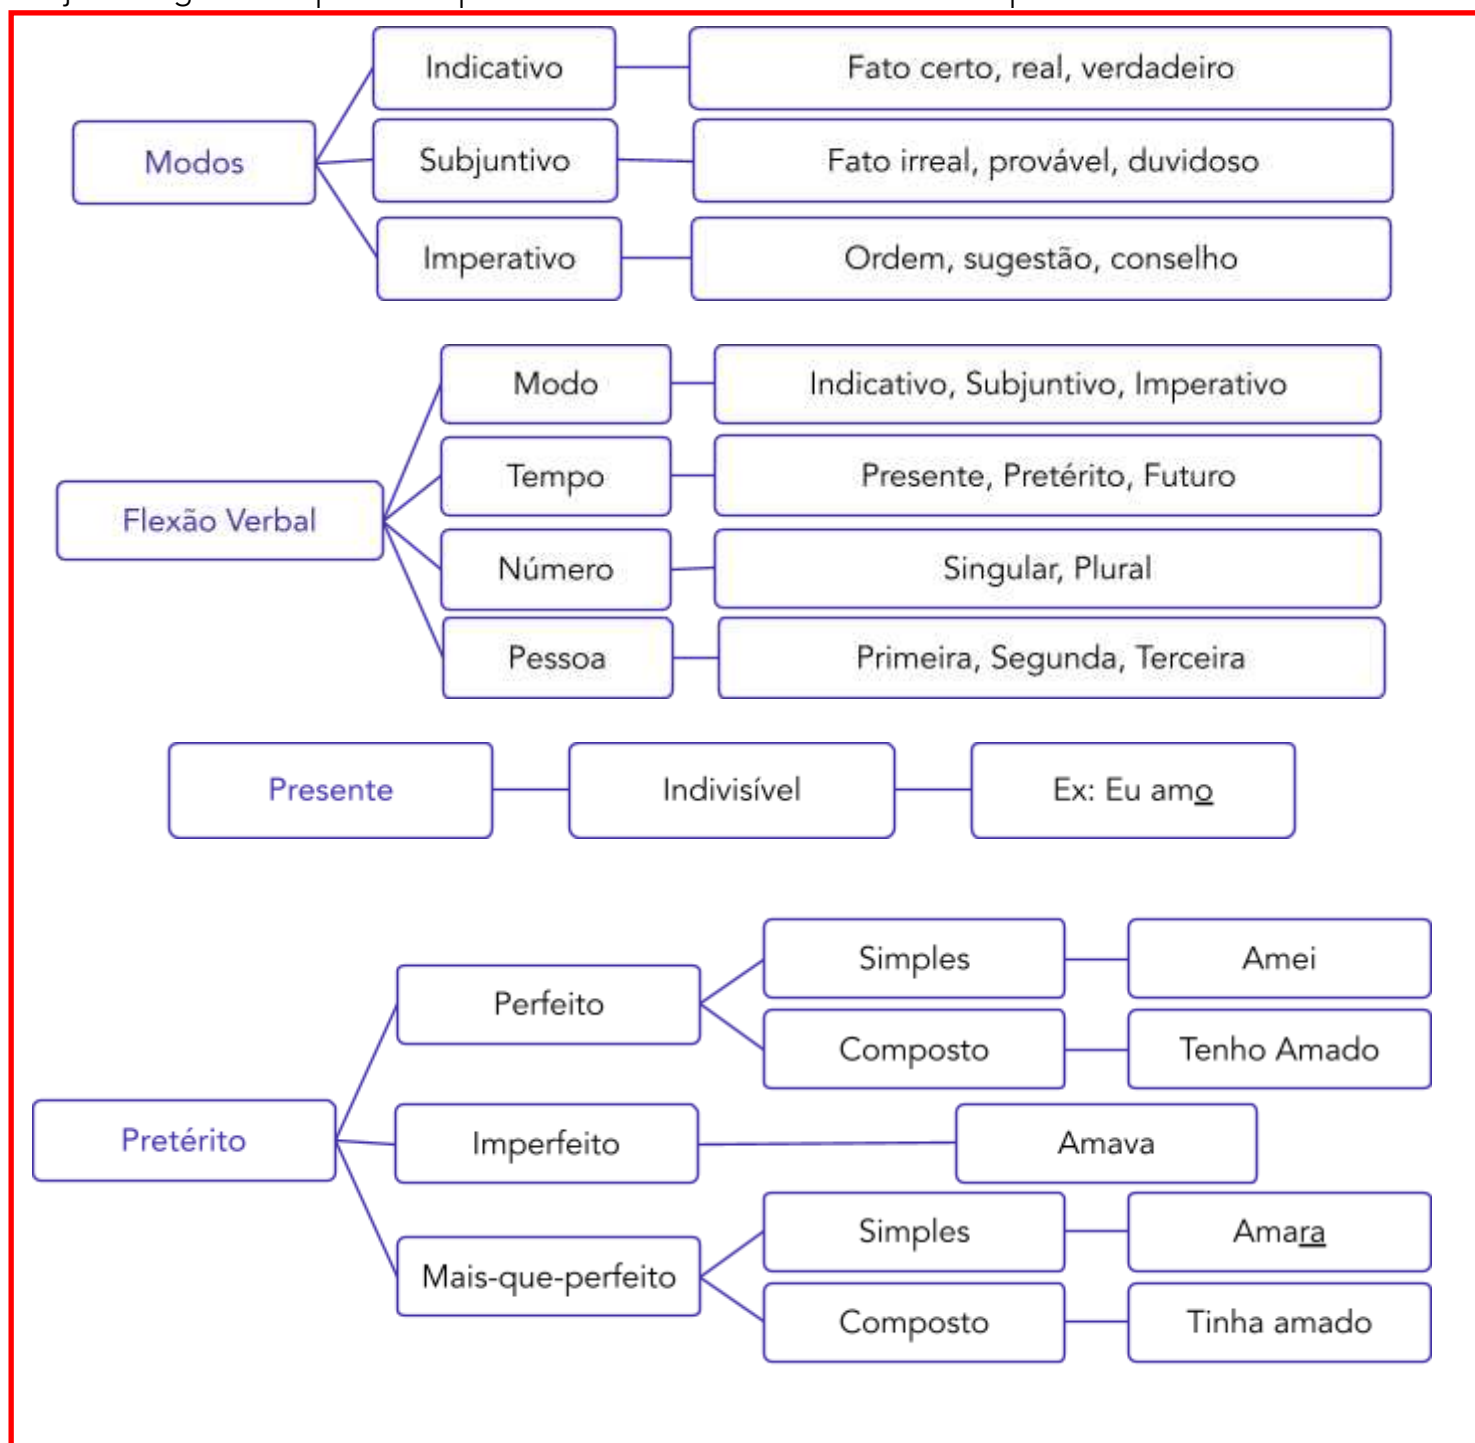 Indicativo Fato certo, real, verdadeiro
Modos Subjuntivo Fato irreal, provável, duvidoso
Imperativo Ordem, sugestão, conselho
Modo Indicativo, Subjuntivo, Imperativo
Tempo Presente, Pretérito, Futuro
Flexão Verbal
Número Singular, Plural
Pessoa Primeira, Segunda, Terceira
Presente Indivisível Ex: Eu amo
Simples Amei
Perfeito
Composto Tenho Amado
Pretérito Imperfeito Amava
Simples Amara
Mais-que-perfeito
Composto Tinha amado